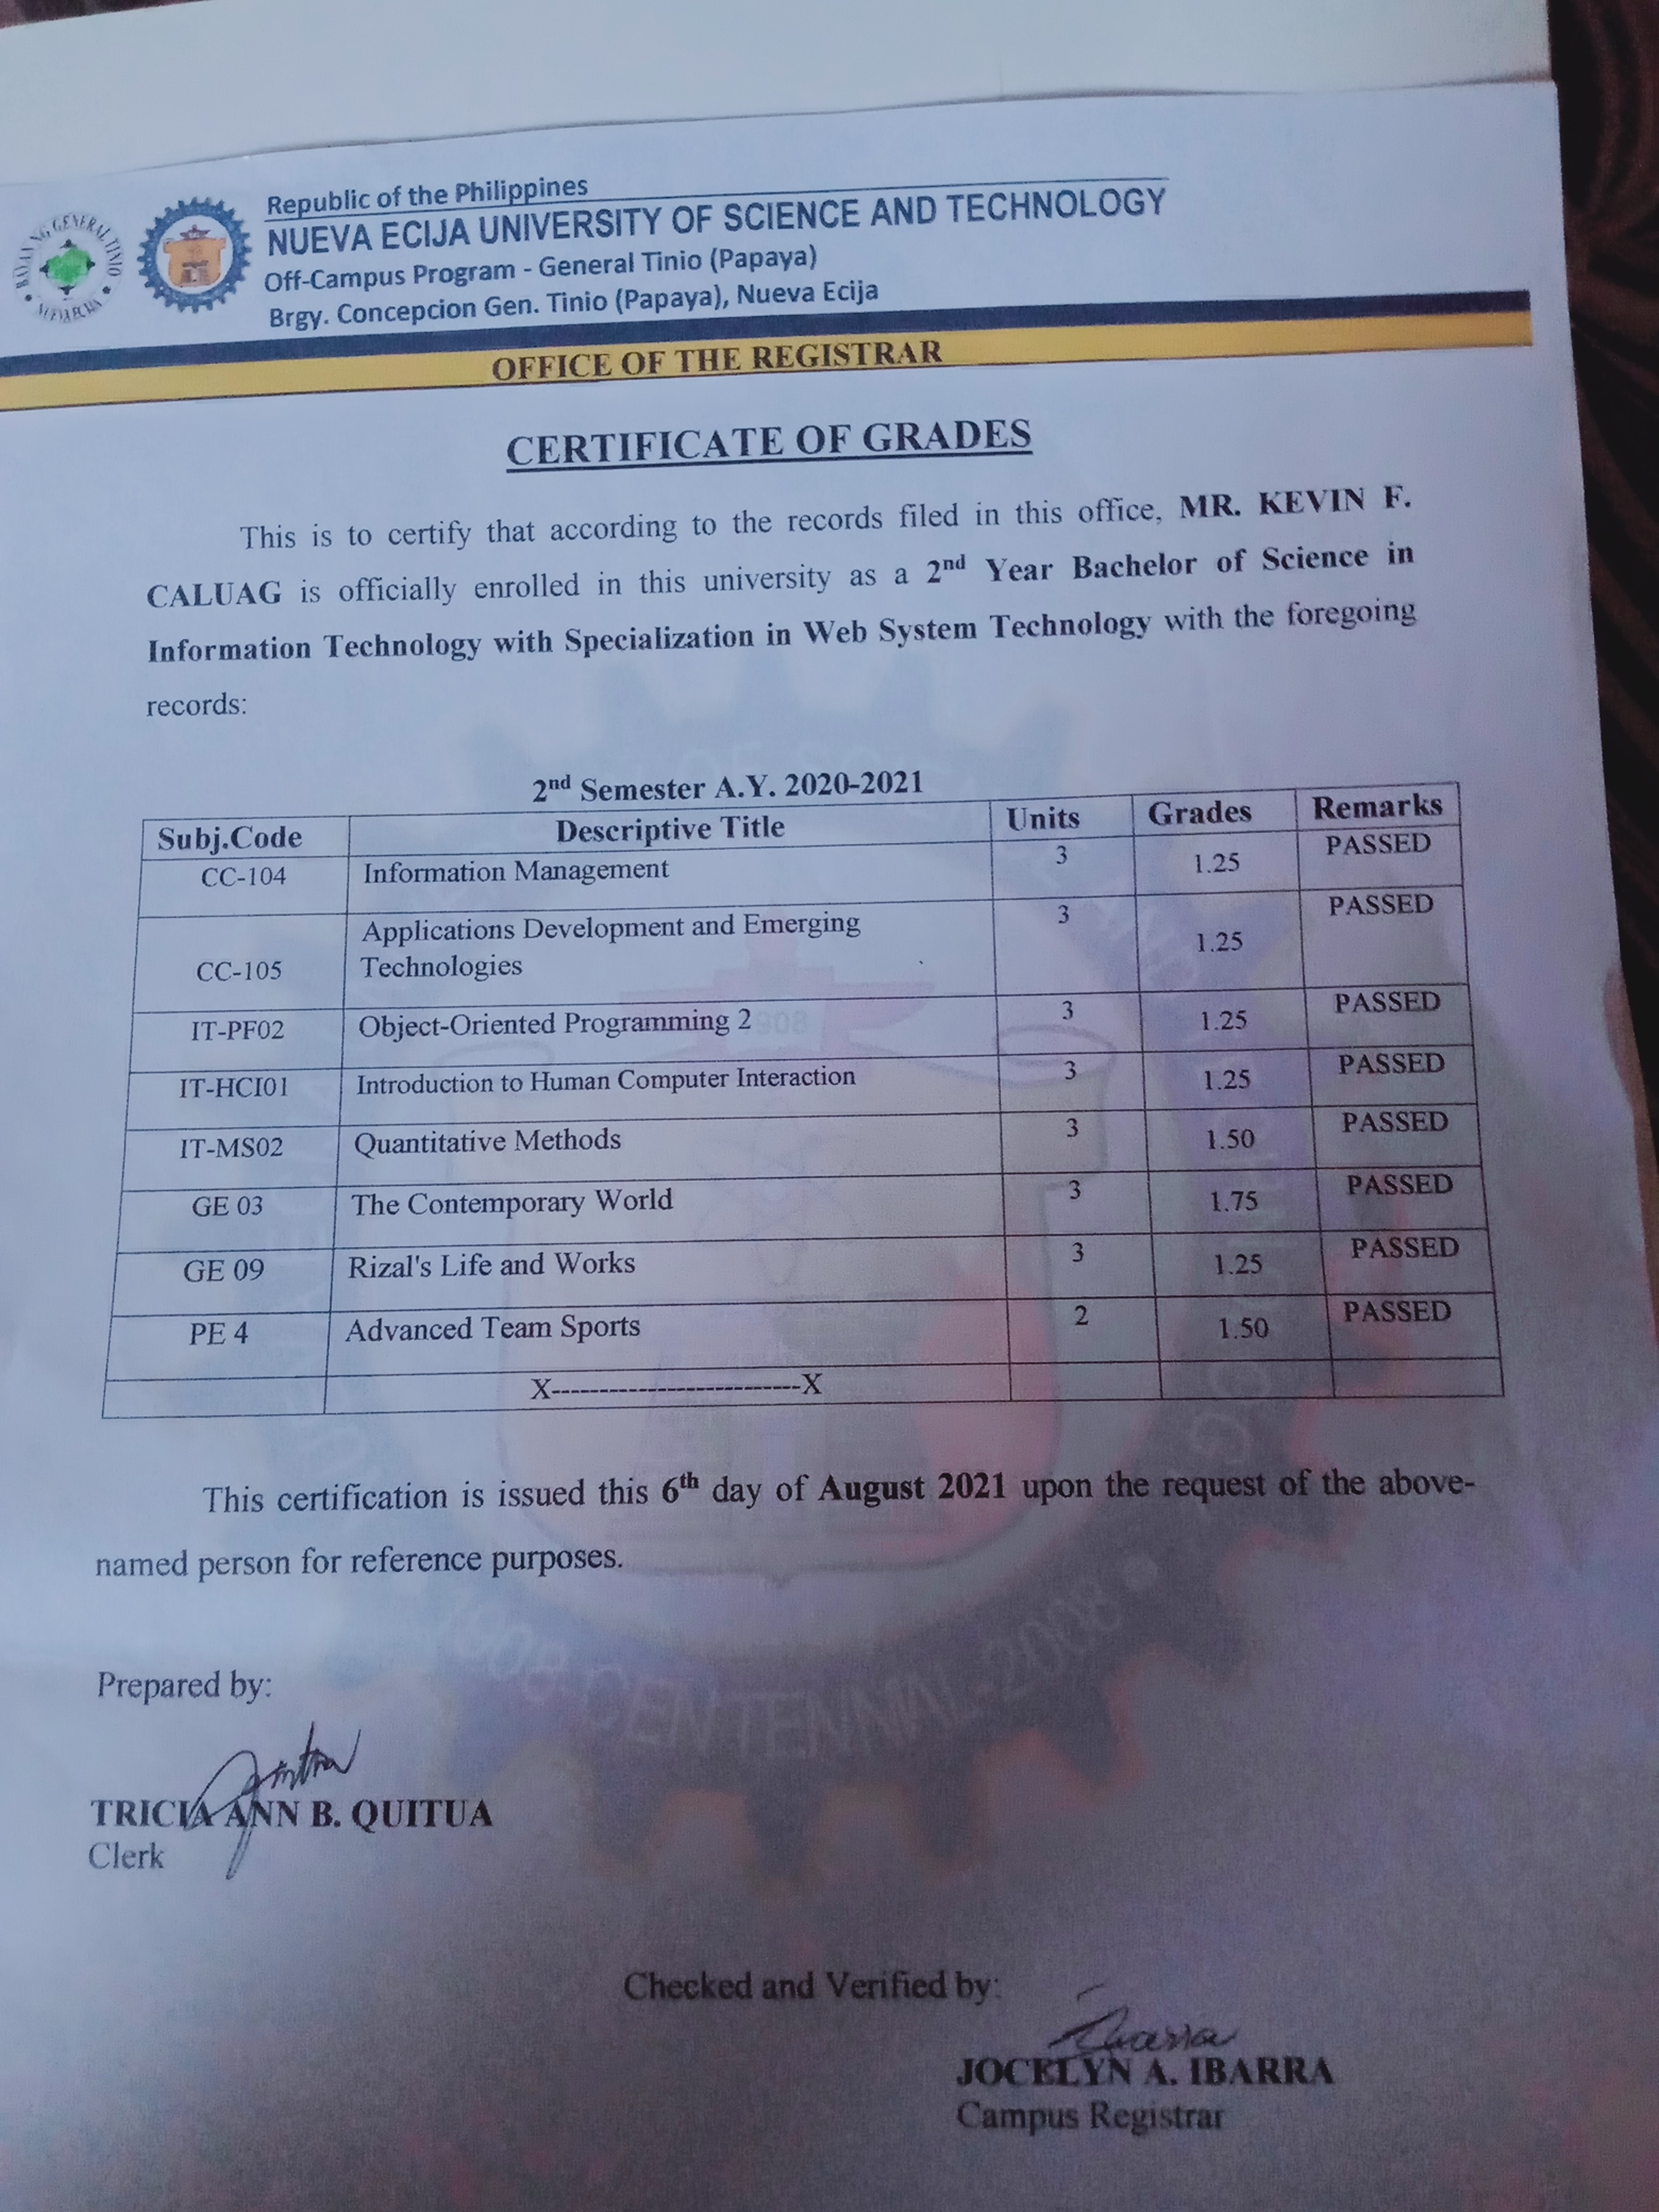 BAYAN NG GENERAL TINIO
NUEVA ECIJA
Republic of the Philippines
NUEVA ECIJA UNIVERSITY OF SCIENCE AND TECHNOLOGY
Off-Campus Program - General Tinio (Papaya)
Brgy. Concepcion Gen. Tinio (Papaya), Nueva Ecija
OFFICE OF THE REGISTRAR
CERTIFICATE OF GRADES
This is to certify that according to the records filed in this office, MR. KEVIN F.
CALUAG is officially enrolled in this university as a 2nd Year Bachelor of Science in
Information Technology with Specialization in Web System Technology with the foregoing
records:
2nd Semester A.Y. 2020-2021
Subj.Code Descriptive Title Units Grades Remarks
CC-104 Information Management 3 1.25 PASSED
CC-105 Applications Development and Emerging
Technologies 3 1.25 PASSED
IT-PF02 Object-Oriented Programming 2 3 1.25 PASSED
IT-HCI01 Introduction to Human Computer Interaction 3 1.25 PASSED
IT-MS02 Quantitative Methods 3 1.50 PASSED
GE 03 The Contemporary World 3 1.75 PASSED
GE 09 Rizal's Life and Works 3 1.25 PASSED
PE 4 Advanced Team Sports 2 1.50 PASSED
X--------------------------X
This certification is issued this 6th day of August 2021 upon the request of the above-
named person for reference purposes.
1908-CENTENNIAL-2008
Prepared by:
TRICIA ANN B. QUITUA
Clerk
Checked and Verified by:
JOCELYN A. IBARRA
Campus Registrar